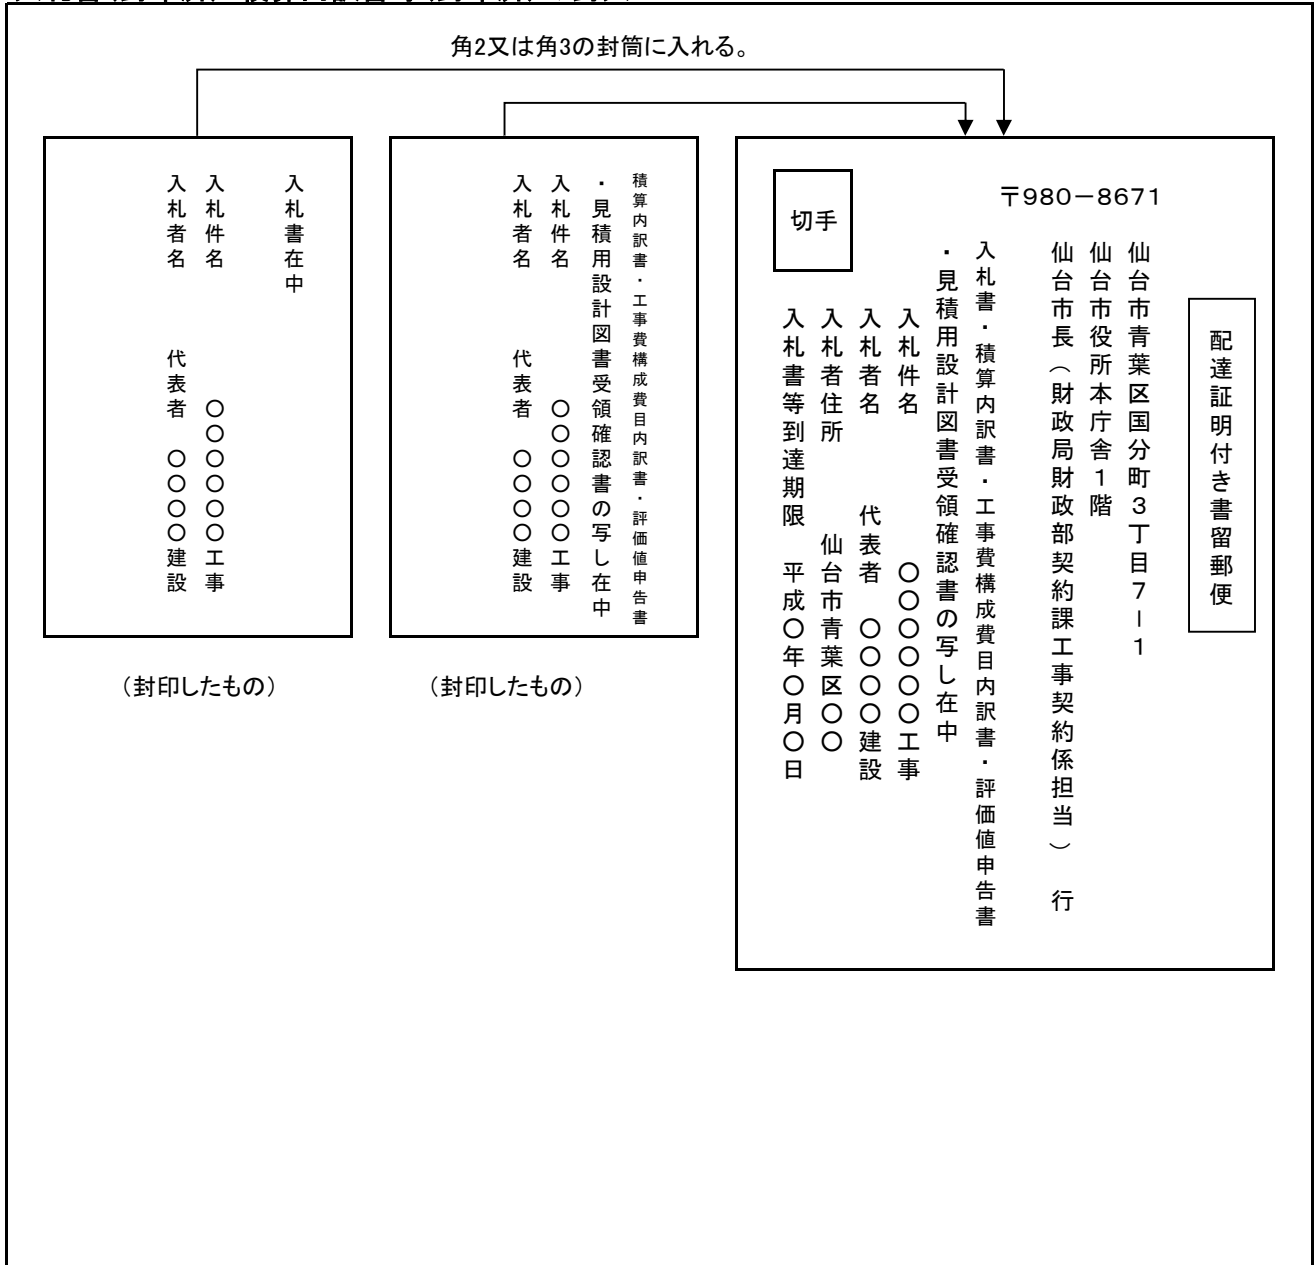 角2又は角3の封筒に入れる。
入札書在中
入札件名　　　　　〇〇〇〇〇〇工事
入札者名　　　代表者　〇〇〇〇建設
（封印したもの）
積算内訳書・工事費構成費目内訳書・評価値申告書
・見積用設計図書受領確認書の写し在中
入札件名　　　　　〇〇〇〇〇〇工事
入札者名　　　代表者　〇〇〇〇建設
（封印したもの）
切手
〒980－8671
配達証明付き書留郵便
仙台市青葉区国分町３丁目７－１
仙台市役所本庁舎１階
仙台市長（財政局財政部契約課工事契約係担当）　行
入札書・積算内訳書・工事費構成費目内訳書・評価値申告書
・見積用設計図書受領確認書の写し在中
入札件名　　　　　〇〇〇〇〇〇工事
入札者名　　　代表者　〇〇〇〇建設
入札者住所　　　仙台市青葉区〇〇
入札書等到達期限　平成〇年〇月〇日